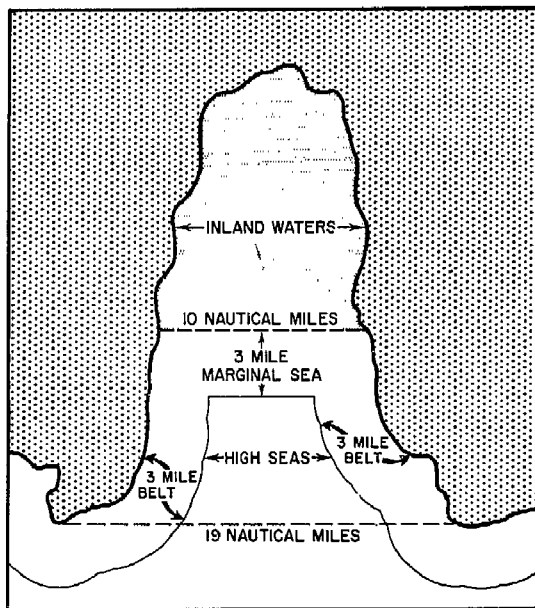 INLAND WATERS
10 NAUTICAL MILES
3 MILE
MARGINAL SEA
3 MILE
BELT
HIGH SEAS
3 MILE
BELT
19 NAUTICAL MILES